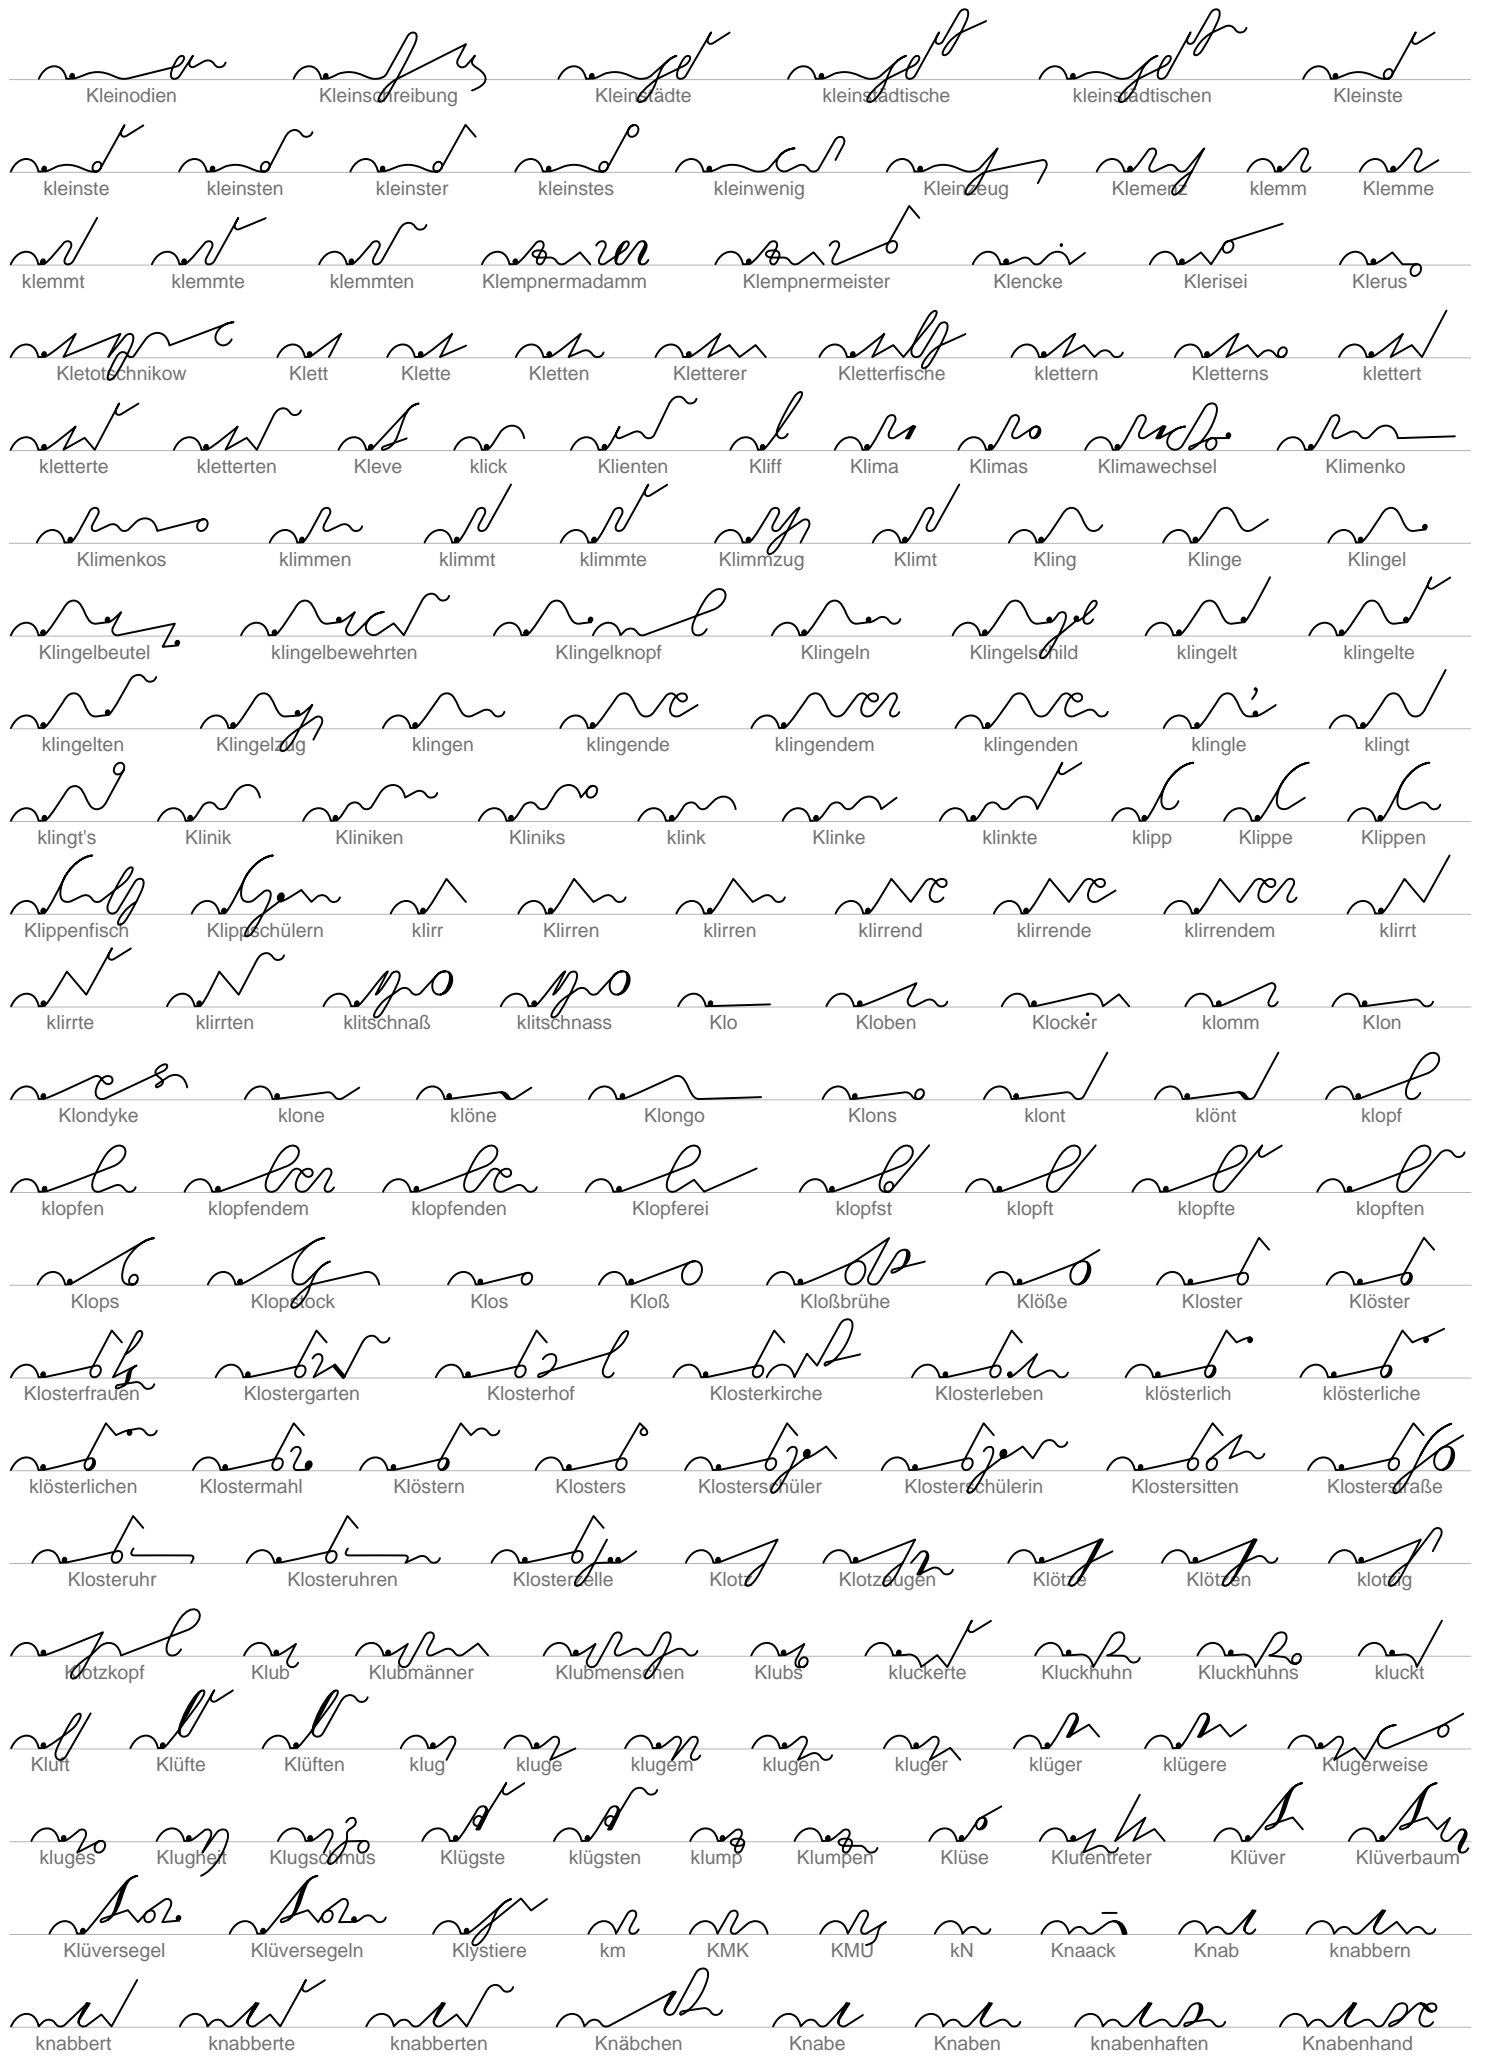 Kleinodien Kleinschreibung Kleinstädte kleinstädtische kleinstädtischen Kleinste
kleinste kleinsten kleinster kleinstes kleinwenig Kleinzeug Klemenz klemm Klemme
klemmt klemmte klemmten Klempnermadamm Klempnermeister Klencke Klerisei Klerus
Kletotschnikow Klett Klette Kletten Kletterer Kletterfische klettern Kletterns klettert
kletterte kletterten Kleve klick Klienten Kliff Klima Klimas Klimawechsel Klimenko
Klimenkos klimmen klimmt klimmte Klimmzug Klimt Kling Klinge Klingel
Klingelbeutel klingelbewehrten Klingelknopf Klingeln Klingelschild klingelt klingelte
klingelten Klingelzug klingen klingende klingendem klingenden klingle klingt
klingt's Klinik Kliniken Kliniks klink Klinke klinkte klipp Klippe Klippen
Klippenfisch Klippschülern klirr Klirren klirren klirrend klirrende klirrendem klirrt
klirrte klirrten klitschnaß klitschnass Klo Kloben Klocker klomm Klon
Klondyke klone klöne Klongo Klons klont klönt klopf
klopfen klopfendem klopfenden Klopferei klopfst klopft klopfte klopften
Klops Klopstock Klos Kloß Kloßbrühe Klöße Kloster Klöster
Klosterfrauen Klostergarten Klosterhof Klosterkirche Klosterleben klösterlich klösterliche
klösterlichen Klostermahl Klöstern Klosters Klosterschüler Klosterschülerin Klostersitten Klosterstraße
Klosteruhr Klosteruhren Klosterzelle Klotz Klotzaugen Klötze Klötzen klotzig
Klotzkopf Klub Klubmänner Klubmenschen Klubs kluckerte Kluckhuhn Kluckhuhns kluckt
Kluft Klüfte Klüften klug kluge klugem klugen kluger klüger klügere Klugerweise
kluges Klugheit Klugschmus Klügste klügsten klump Klumpen Klüse Klutentreter Klüver Klüverbaum
Klüversegel Klüversegeln Klystiere km KMK KMU kN Knaack Knab knabbern
knabbert knabberte knabberten Knäbchen Knabe Knaben knabenhaften Knabenhand